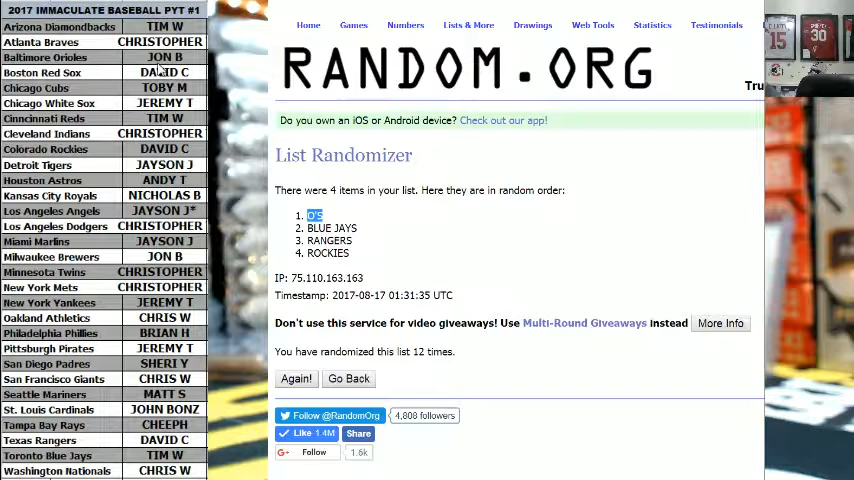 2017 IMMACULATE BASEBALL PYT #1
Arizona Diamondbacks TIM W
Atlanta Braves CHRISTOPHER
Baltimore Orioles JON B
Boston Red Sox DAVID C
Chicago Cubs TOBY M
Chicago White Sox JEREMY T
Cinncinati Reds TIM W
Cleveland Indians CHRISTOPHER
Colorado Rockies DAVID C
Detroit Tigers JAYSON J
Houston Astros ANDY T
Kansas City Royals NICHOLAS B
Los Angeles Angels JAYSON J*
Los Angeles Dodgers CHRISTOPHER
Miami Marlins JAYSON J
Milwaukee Brewers JON B
Minnesota Twins CHRISTOPHER
New York Mets CHRISTOPHER
New York Yankees JEREMY T
Oakland Athletics CHRIS W
Philadelphia Phillies BRIAN H
Pittsburgh Pirates JEREMY T
San Diego Padres SHERI Y
San Francisco Giants CHRIS W
Seattle Mariners MATT S
St. Louis Cardinals JOHN BONZ
Tampa Bay Rays CHEEPH
Texas Rangers DAVID C
Toronto Blue Jays TIM W
Washington Nationals CHRIS W
Home Games Numbers Lists & More Drawings Web Tools Statistics Testimonials
RANDOM.ORG
Tru
Do you own an iOS or Android device? Check out our app!
List Randomizer
There were 4 items in your list. Here they are in random order:
1. O'S
2. BLUE JAYS
3. RANGERS
4. ROCKIES
IP: 75.110.163.163
Timestamp: 2017-08-17 01:31:35 UTC
Don't use this service for video giveaways! Use Multi-Round Giveaways instead More Info
You have randomized this list 12 times.
Again! Go Back
Follow @RandomOrg 4,808 followers
Like 1.4M Share
G+ Follow 1.6k
15
30